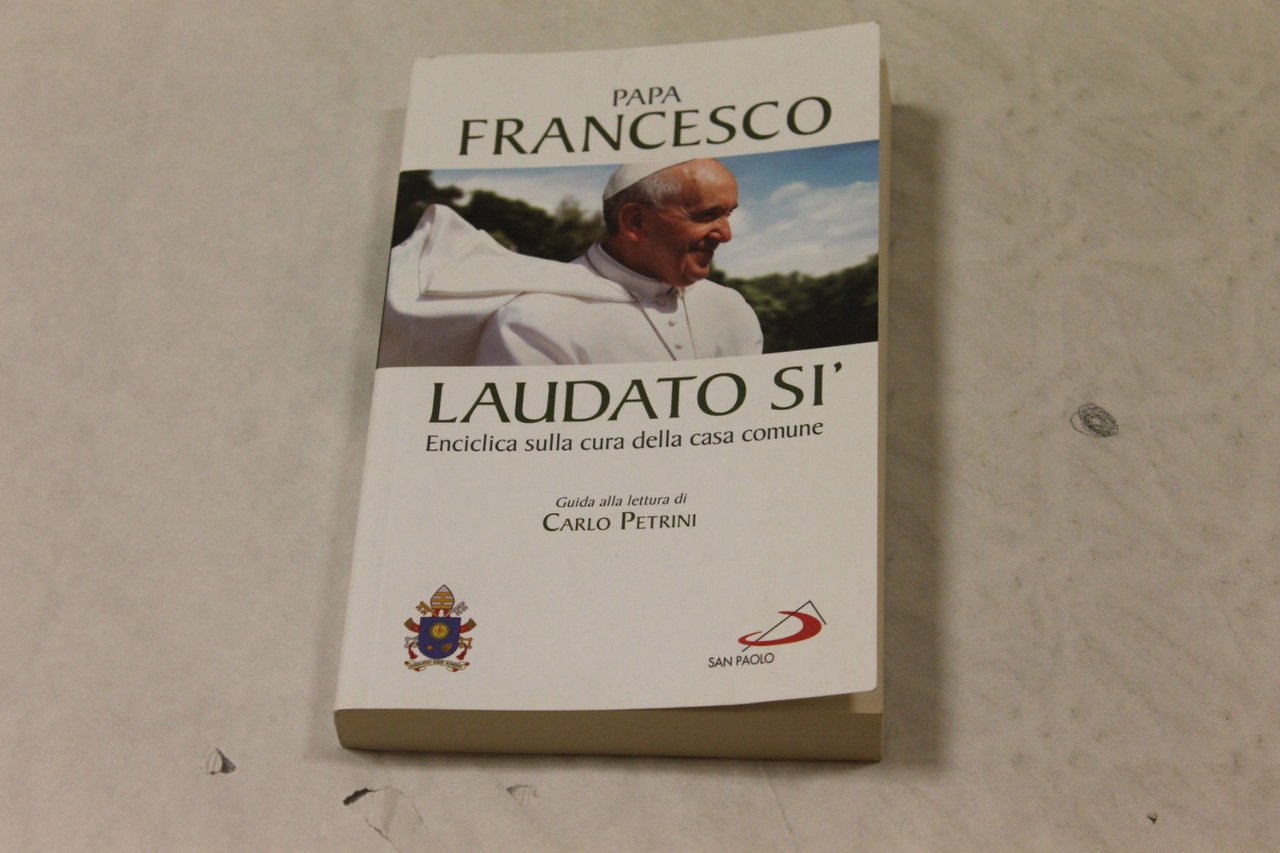 PAPA
FRANCESCO
LAUDATO SI'
Enciclica sulla cura della casa comune
Guida alla lettura di
CARLO PETRINI
SAN PAOLO